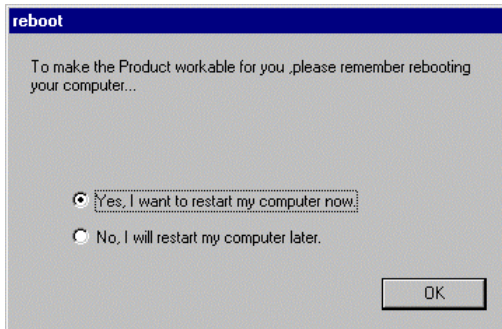 reboot
To make the Product workable for you ,please remember rebooting
your computer...
Yes, I want to restart my computer now.
No, I will restart my computer later.
OK